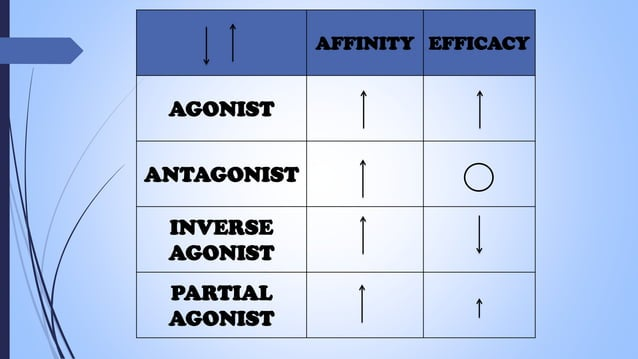 AFFINITY EFFICACY
AGONIST
ANTAGONIST
INVERSE
AGONIST
PARTIAL
AGONIST